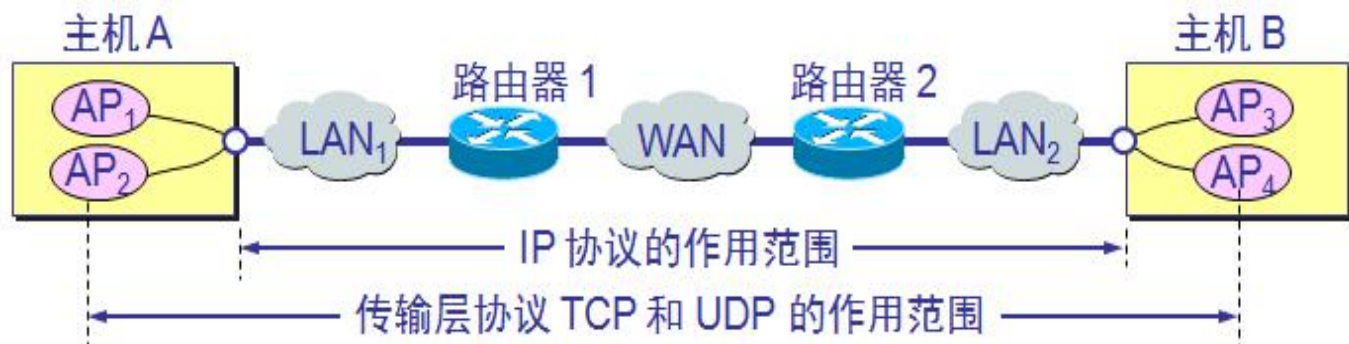 主机 A
主机 B
路由器 1
路由器 2
AP1
AP2
LAN1
WAN
LAN2
AP3
AP4
IP 协议的作用范围
传输层协议 TCP 和 UDP 的作用范围